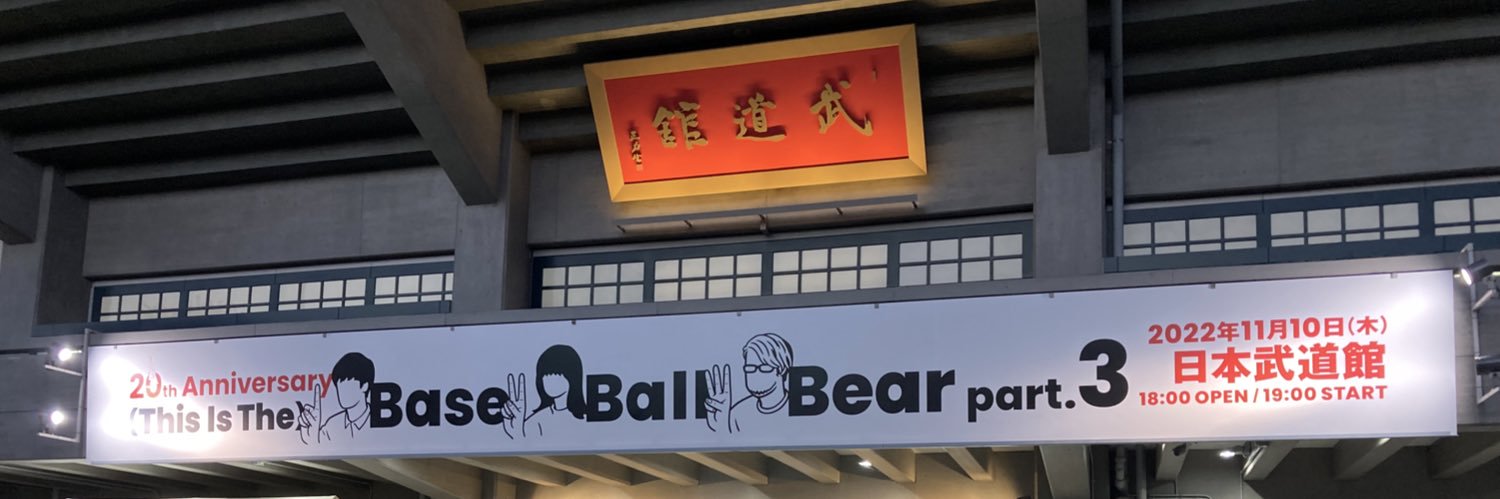 武道館
20th Anniversary
(This Is The) Base Ball Bear part.3
2022年11月10日(木)
日本武道館
18:00 OPEN / 19:00 START